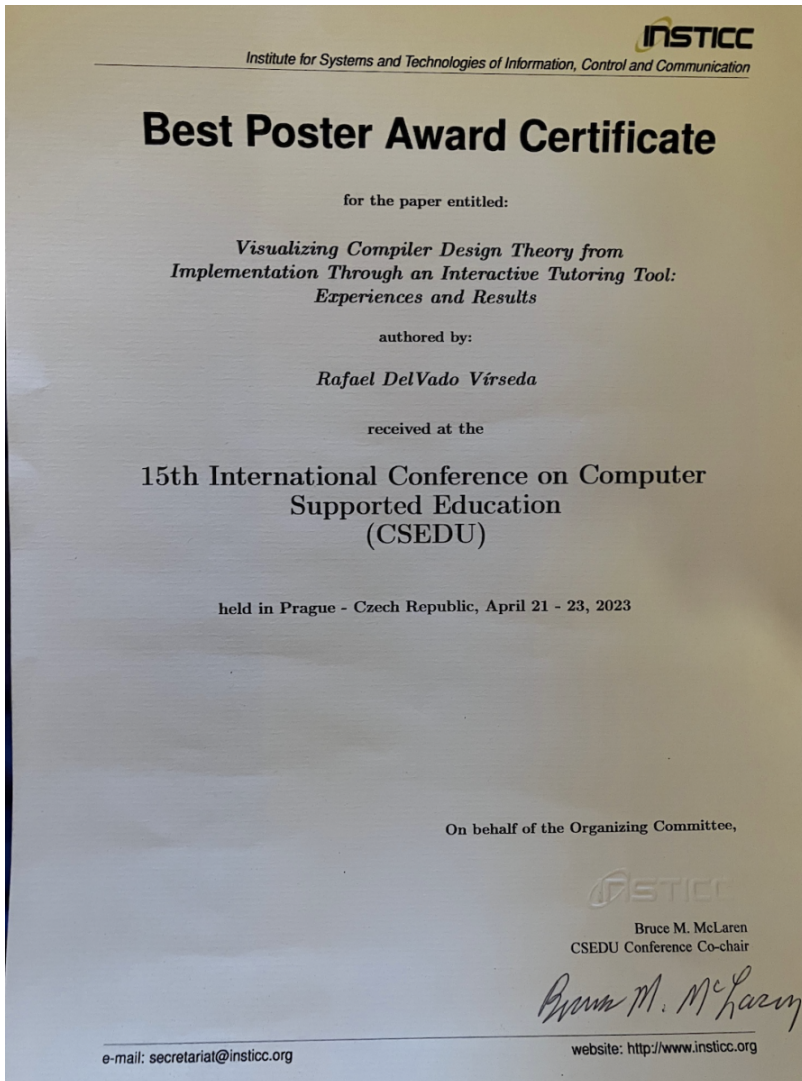 INSTICC
Institute for Systems and Technologies of Information, Control and Communication
Best Poster Award Certificate
for the paper entitled:
Visualizing Compiler Design Theory from
Implementation Through an Interactive Tutoring Tool:
Experiences and Results
authored by:
Rafael DelVado Vírseda
received at the
15th International Conference on Computer
Supported Education
(CSEDU)
held in Prague - Czech Republic, April 21 - 23, 2023
On behalf of the Organizing Committee,
INSTICC
Bruce M. McLaren
CSEDU Conference Co-chair
Bruce M. McLaren
e-mail: secretariat@insticc.org
website: http://www.insticc.org